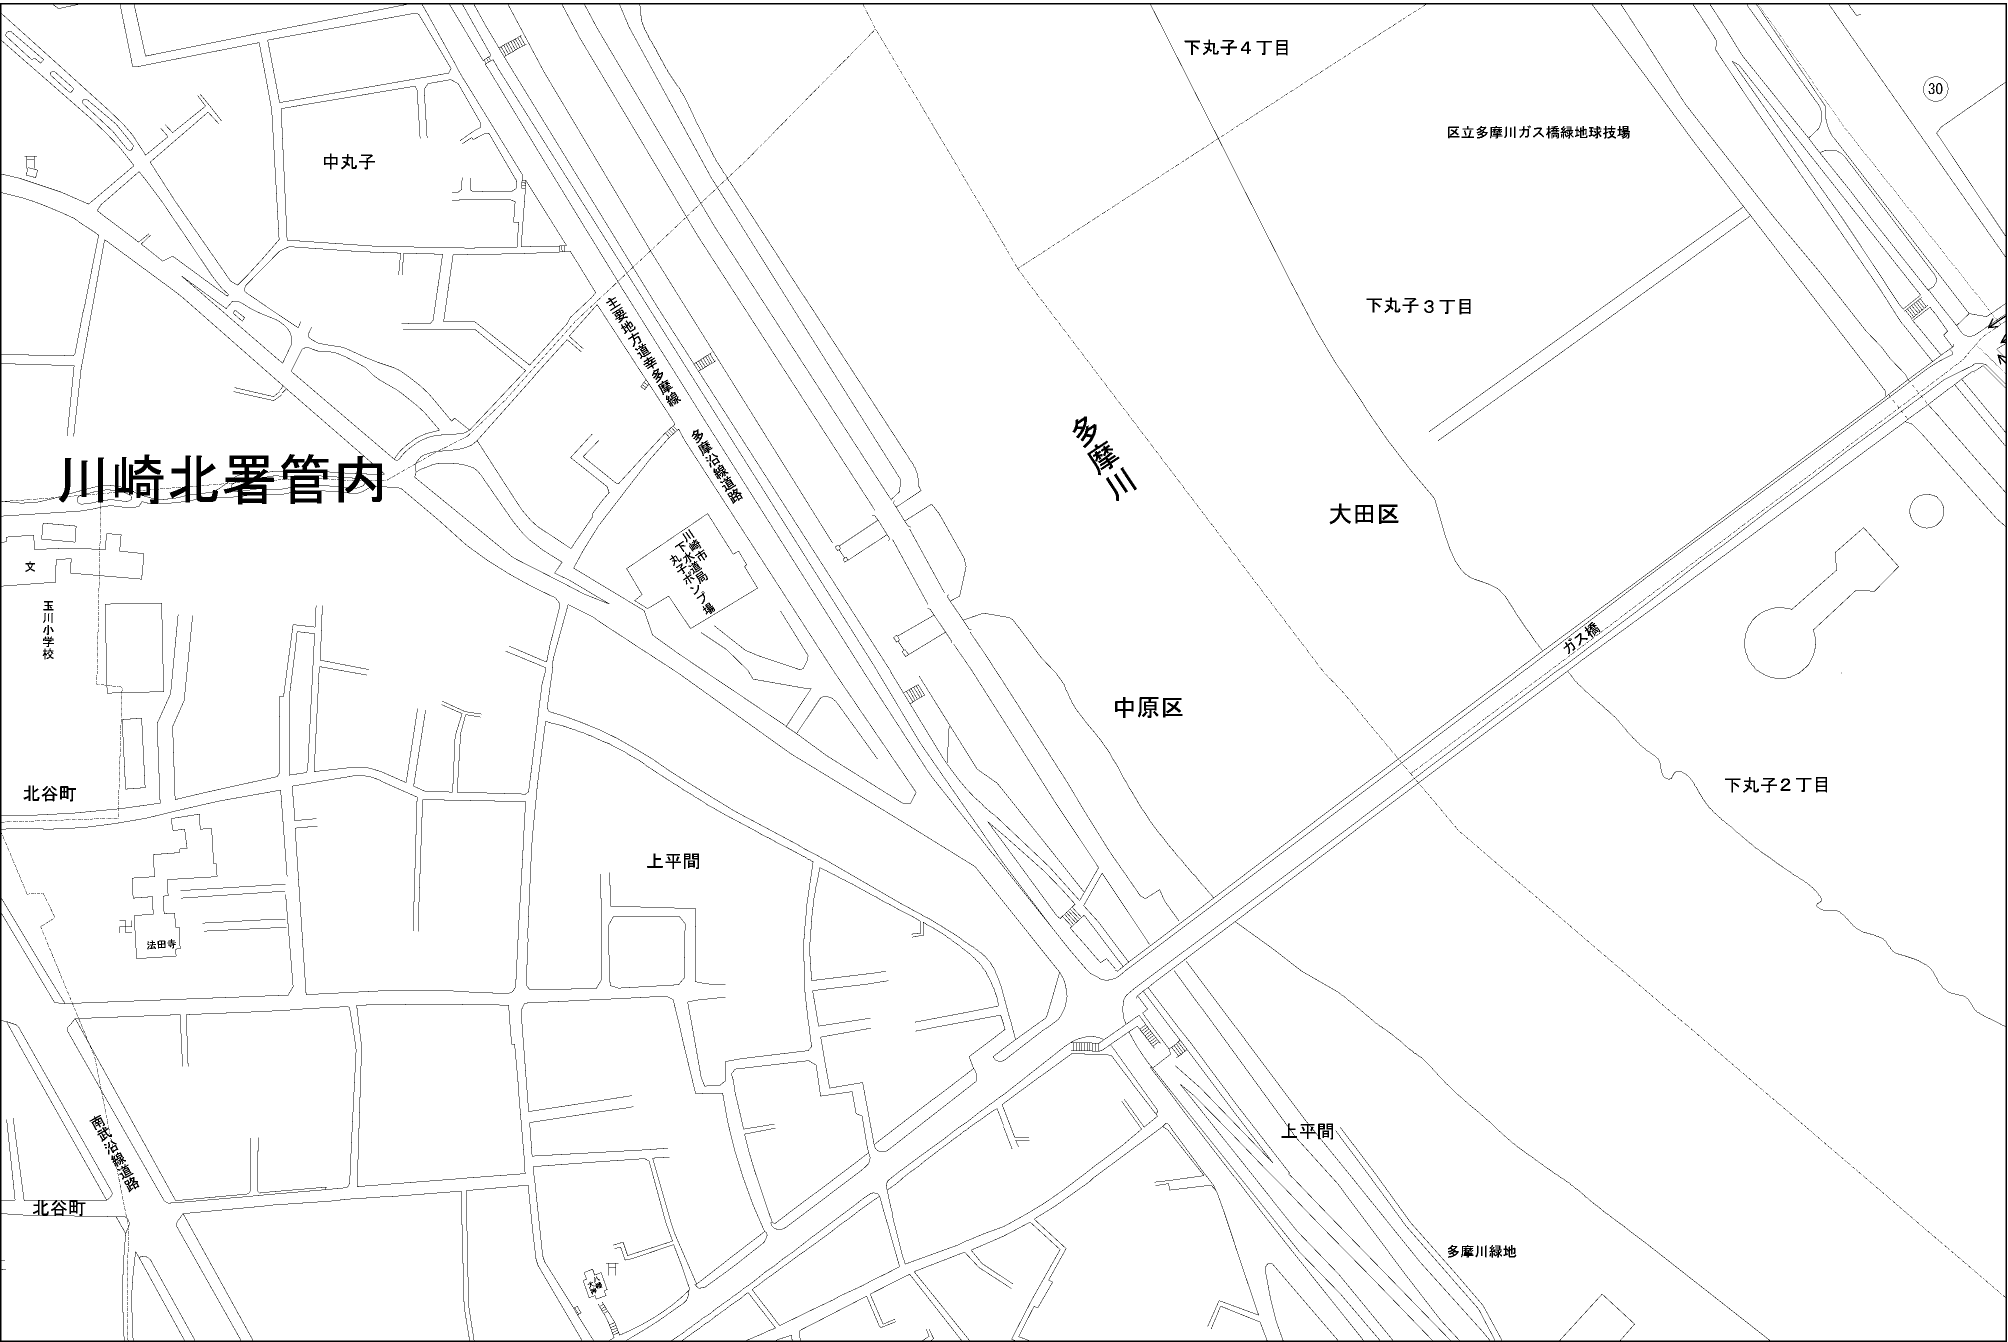 下丸子４丁目
30
区立多摩川ガス橋緑地球技場
中丸子
主要地方道幸多摩線
下丸子３丁目
多摩川
多摩沿線道路
川崎北署管内
大田区
川崎市
下水道局
丸子ポンプ場
文
玉川小学校
ガス橋
中原区
北谷町
下丸子２丁目
上平間
卍
法田寺
南武沿線道路
上平間
北谷町
多摩川緑地
八幡
大神